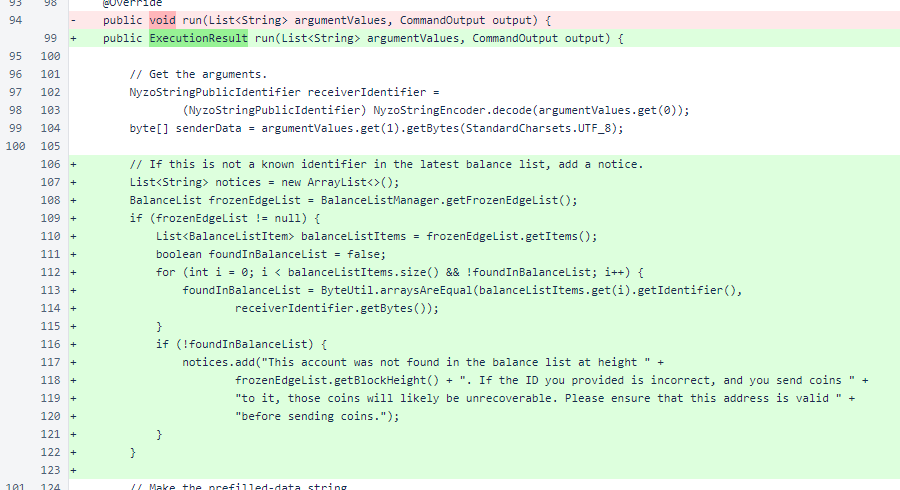 93 98 @Override
94 - public void run(List<String> argumentValues, CommandOutput output) {
99 + public ExecutionResult run(List<String> argumentValues, CommandOutput output) {
95 100
96 101 // Get the arguments.
97 102 NyzoStringPublicIdentifier receiverIdentifier =
98 103 (NyzoStringPublicIdentifier) NyzoStringEncoder.decode(argumentValues.get(0));
99 104 byte[] senderData = argumentValues.get(1).getBytes(StandardCharsets.UTF_8);
100 105
106 + // If this is not a known identifier in the latest balance list, add a notice.
107 + List<String> notices = new ArrayList<>();
108 + BalanceList frozenEdgeList = BalanceListManager.getFrozenEdgeList();
109 + if (frozenEdgeList != null) {
110 + List<BalanceListItem> balanceListItems = frozenEdgeList.getItems();
111 + boolean foundInBalanceList = false;
112 + for (int i = 0; i < balanceListItems.size() && !foundInBalanceList; i++) {
113 + foundInBalanceList = ByteUtil.arraysAreEqual(balanceListItems.get(i).getIdentifier(),
114 + receiverIdentifier.getBytes());
115 + }
116 + if (!foundInBalanceList) {
117 + notices.add("This account was not found in the balance list at height " +
118 + frozenEdgeList.getBlockHeight() + ". If the ID you provided is incorrect, and you send coins " +
119 + "to it, those coins will likely be unrecoverable. Please ensure that this address is valid " +
120 + "before sending coins.");
121 + }
122 + }
123 +
101 124 // Make the prefilled-data string